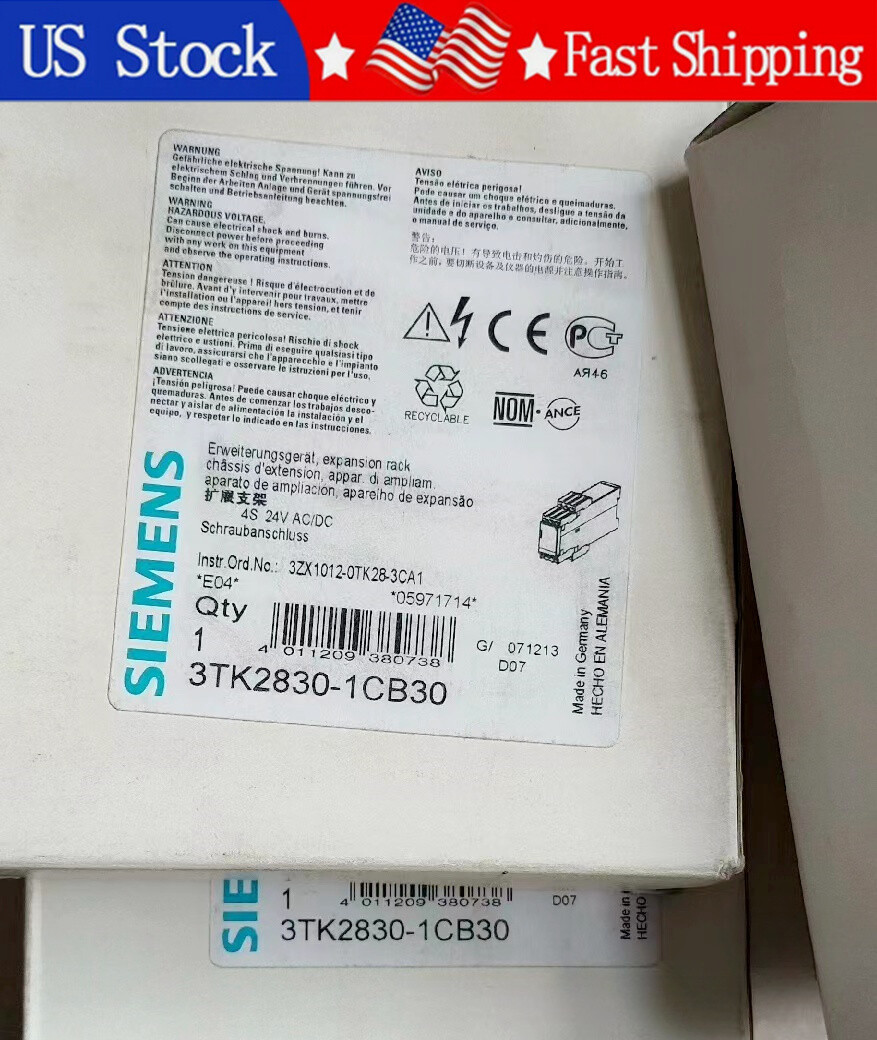 US Stock
Fast Shipping
WARNUNG
Gefährliche elektrische Spannung! Kann zu
elektrischem Schlag und Verbrennungen führen. Vor
Beginn der Arbeiten Anlage und Gerät spannungsfrei
schalten und Betriebsanleitung beachten.
WARNING
HAZARDOUS VOLTAGE.
Can cause electrical shock and burns.
Disconnect power before proceeding
with any work on this equipment
and observe the operating instructions.
ATTENTION
Tension dangereuse ! Risque d'électrocution et de
brûlure. Avant d'y intervenir pour travaux, mettre
l'installation ou l'appareil hors tension, et tenir
compte des instructions de service.
ATTENZIONE
Tensione elettrica pericolosa! Rischio di shock
elettrico e ustioni. Prima di eseguire qualsiasi tipo
di lavoro, assicurarsi che l'apparecchio e l'impianto
siano scollegati e osservare le istruzioni per l'uso.
ADVERTENCIA
¡Tensión peligrosa! Puede causar choque eléctrico y
quemaduras. Antes de comenzar los trabajos desco-
nectar y aislar de alimentación la instalación y el
equipo, y respetar lo indicado en las instrucciones.
AVISO
Tensão elétrica perigosa!
Pode causar um choque elétrico e queimaduras.
Antes de iniciar os trabalhos, desligue a tensão da
unidade e do aparelho e consultar, adicionalmente,
o manual de serviço.
警告:
危险的电压! 有导致电击和灼伤的危险。开始工
作之前,要切断设备及仪器的电源并注意操作指南。
CE
РСТ
АЯ46
RECYCLABLE
NOM-ANCE
SIEMENS
Erweiterungsgerät, expansion rack
châssis d'extension, appar. di ampliam.
aparato de ampliación, aparelho de expansão
扩展支架
4S 24V AC/DC
Schraubanschluss
Instr.Ord.No.: 3ZX1012-0TK28-3CA1
*E04*
*05971714*
Qty
1
4 011209 380738
G/ 071213
D07
3TK2830-1CB30
Made in Germany
HECHO EN ALEMANIA
SIE
1
4 011209 380738
D07
3TK2830-1CB30
Made in
HECHO